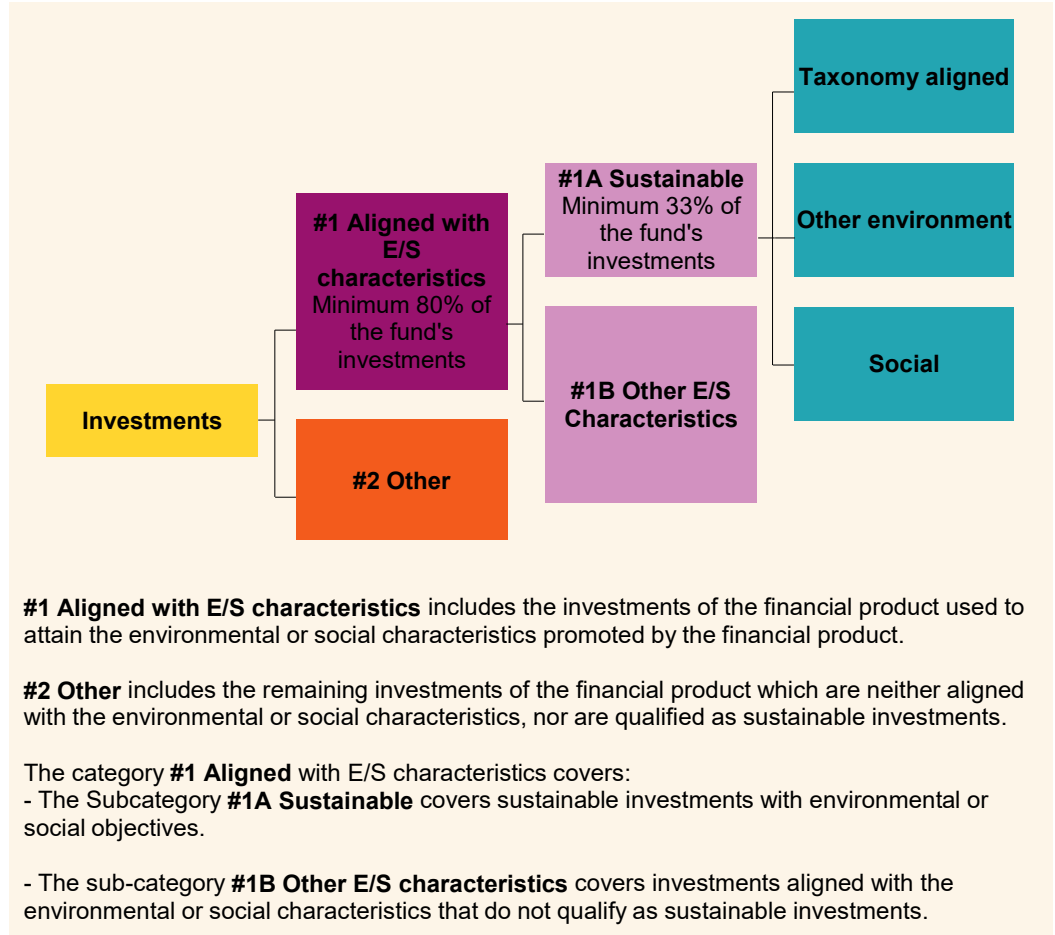 Taxonomy aligned
#1A Sustainable
Minimum 33% of
the fund's
investments
#1 Aligned with
E/S
characteristics
Minimum 80% of
the fund's
investments
Other environment
#1B Other E/S
Characteristics
Social
Investments
#2 Other
#1 Aligned with E/S characteristics includes the investments of the financial product used to
attain the environmental or social characteristics promoted by the financial product.
#2 Other includes the remaining investments of the financial product which are neither aligned
with the environmental or social characteristics, nor are qualified as sustainable investments.
The category #1 Aligned with E/S characteristics covers:
- The Subcategory #1A Sustainable covers sustainable investments with environmental or
social objectives.
- The sub-category #1B Other E/S characteristics covers investments aligned with the
environmental or social characteristics that do not qualify as sustainable investments.